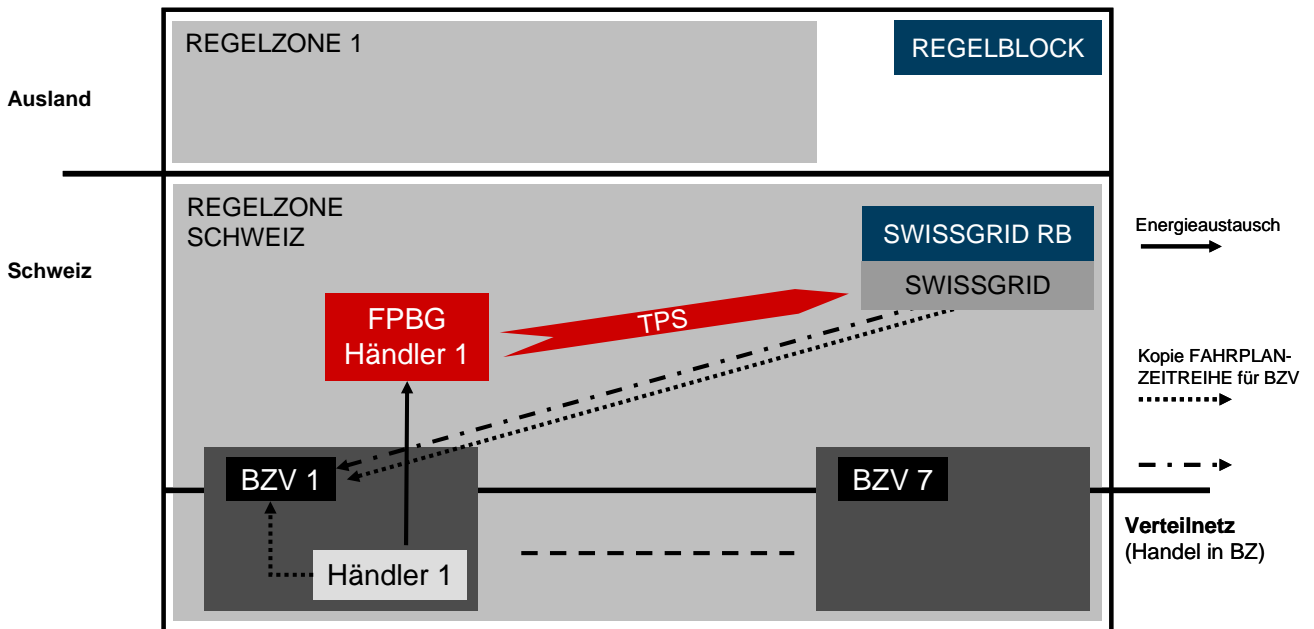 REGELZONE 1
REGELBLOCK
Ausland
REGELZONE
SCHWEIZ
SWISSGRID RB
SWISSGRID
Energieaustausch
Schweiz
FPBG
Händler 1
TPS
Kopie FAHRPLAN-
ZEITREIHE für BZV
BZV 1
BZV 7
Verteilnetz
(Handel in BZ)
Händler 1